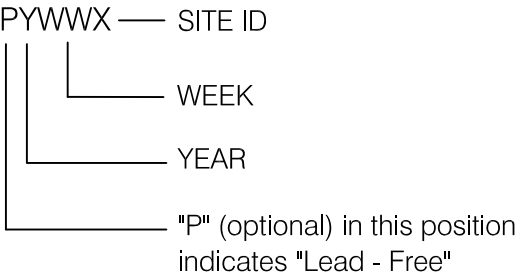 PYWWX SITE ID
WEEK
YEAR
"P" (optional) in this position
indicates "Lead - Free"